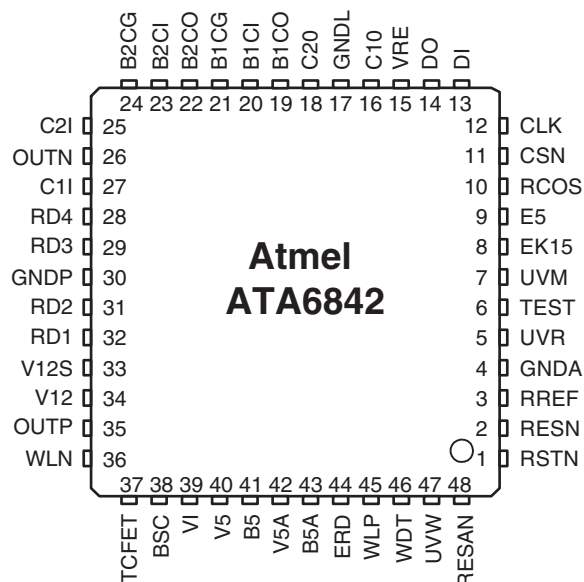 B2CG B2CI B2CO B1CG B1CI B1CO C20 GNDL C10 VRE DO DI
24 23 22 21 20 19 18 17 16 15 14 13
C2I 25 12 CLK
OUTN 26 11 CSN
C1I 27 10 RCOS
RD4 28 9 E5
RD3 29 8 EK15
GNDP 30 7 UVM
RD2 31 6 TEST
RD1 32 5 UVR
V12S 33 4 GNDA
V12 34 3 RREF
OUTP 35 2 RESN
WLN 36 1 RSTN
Atmel
ATA6842
37 38 39 40 41 42 43 44 45 46 47 48
TCFET BSC VI V5 B5 V5A B5A ERD WLP WDT UVW RESAN